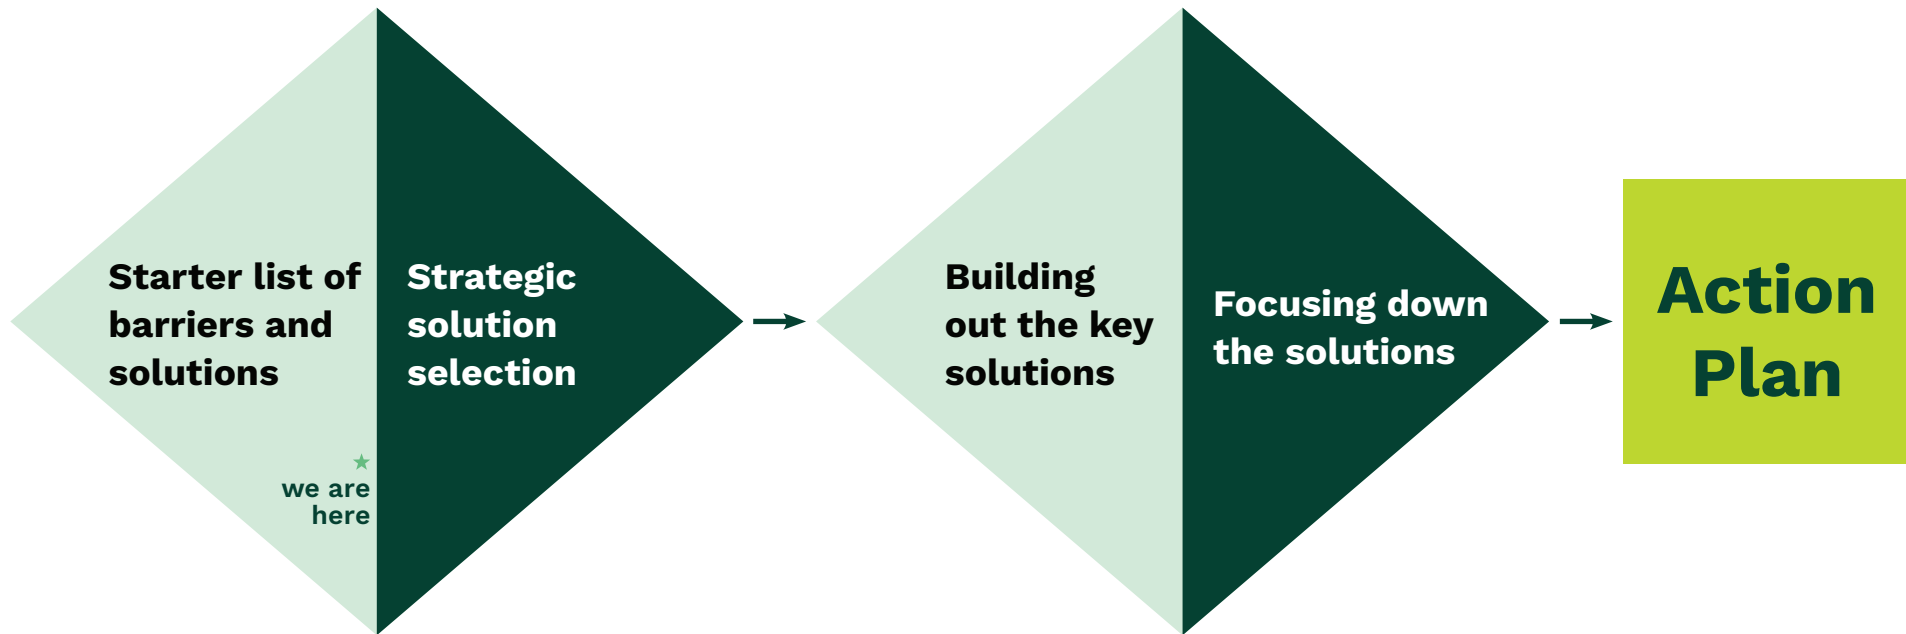 Starter list of
barriers and
solutions
★
we are
here
Strategic
solution
selection
Building
out the key
solutions
Focusing down
the solutions
Action
Plan